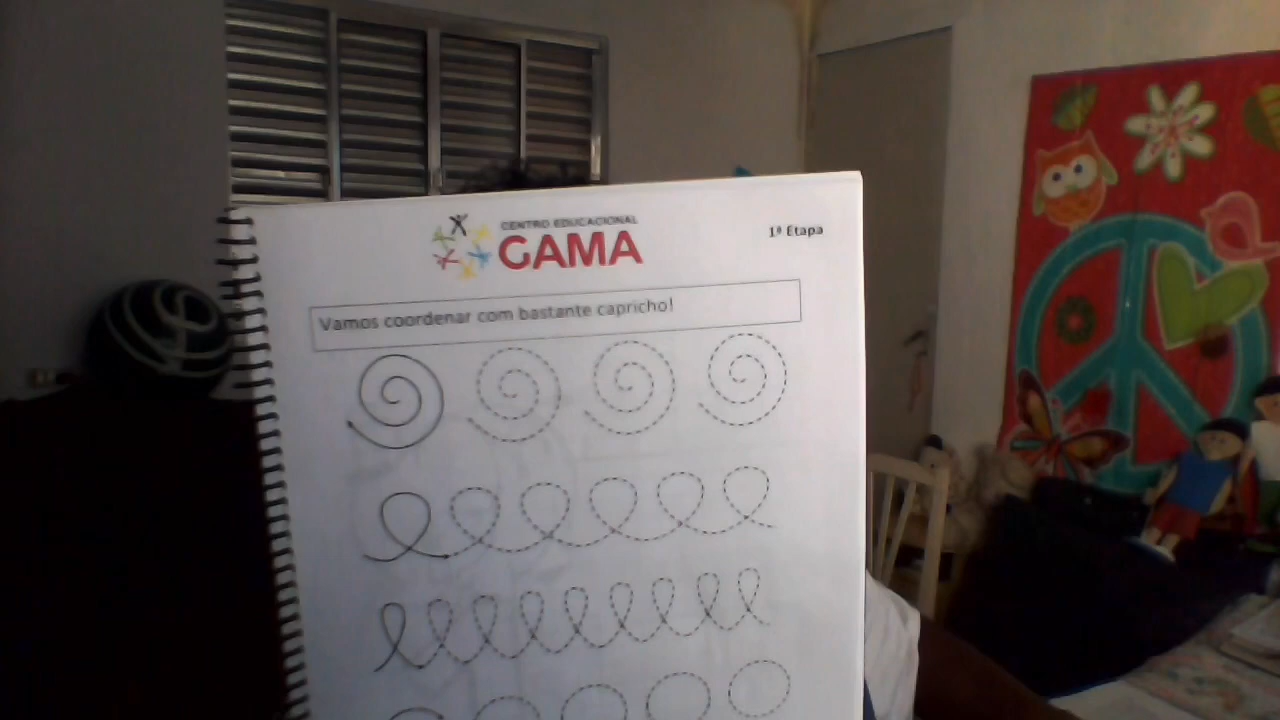 CENTRO EDUCACIONAL
GAMA
1ª Etapa
Vamos coordenar com bastante capricho!